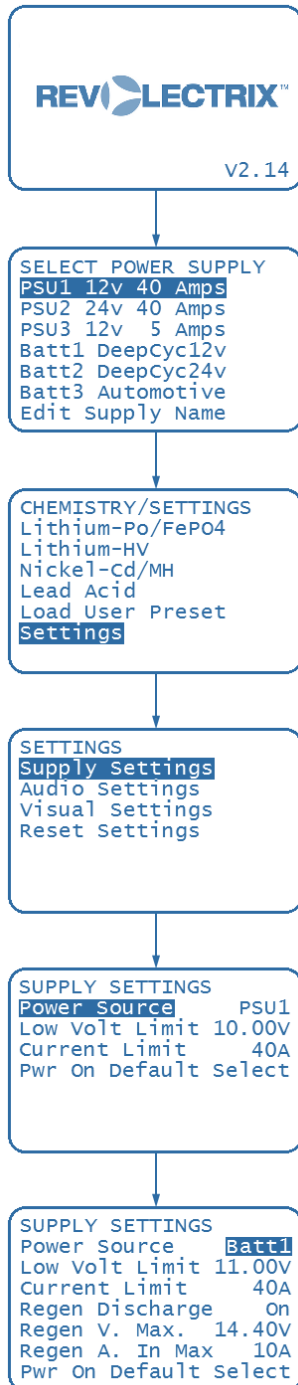 REVOLECTRIX™
v2.14
SELECT POWER SUPPLY
PSU1 12v 40 Amps
PSU2 24v 40 Amps
PSU3 12v 5 Amps
Batt1 DeepCyc12v
Batt2 DeepCyc24v
Batt3 Automotive
Edit Supply Name
CHEMISTRY/SETTINGS
Lithium-Po/FePO4
Lithium-HV
Nickel-Cd/MH
Lead Acid
Load User Preset
Settings
SETTINGS
Supply Settings
Audio Settings
Visual Settings
Reset Settings
SUPPLY SETTINGS
Power Source PSU1
Low Volt Limit 10.00V
Current Limit 40A
Pwr On Default Select
SUPPLY SETTINGS
Power Source Batt1
Low Volt Limit 11.00V
Current Limit 40A
Regen Discharge On
Regen V. Max. 14.40V
Regen A. In Max 10A
Pwr On Default Select